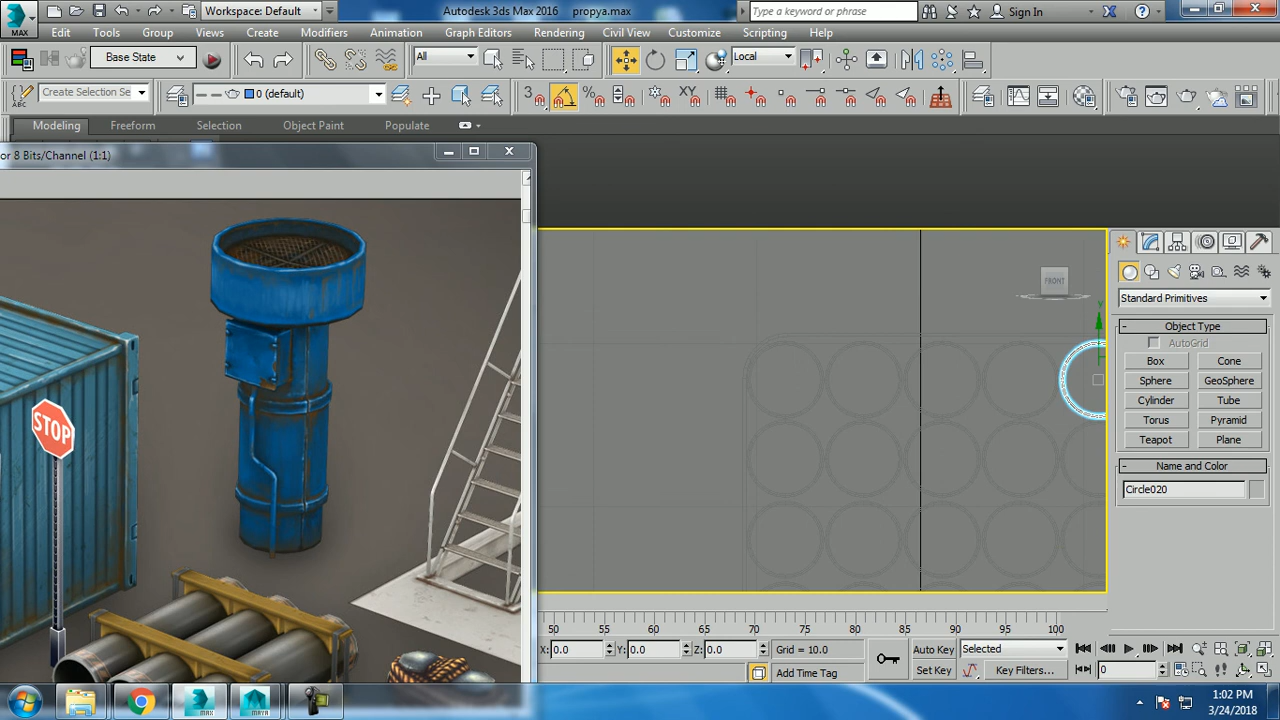 Workspace: Default
Autodesk 3ds Max 2016 propya.max
Type a keyword or phrase
Sign In
MAX
Edit Tools Group Views Create Modifiers Animation Graph Editors Rendering Civil View Customize Scripting Help
Base State
All
Local
ABC
Create Selection Se
0 (default)
3
%
XY
Modeling Freeform Selection Object Paint Populate
or 8 Bits/Channel (1:1)
STOP
FRONT
y
Standard Primitives
- Object Type
AutoGrid
Box Cone
Sphere GeoSphere
Cylinder Tube
Torus Pyramid
Teapot Plane
- Name and Color
Circle020
50 55 60 65 70 75 80 85 90 95 100
X: 0.0 Y: 0.0 Z: 0.0 Grid = 10.0
Auto Key Selected
Add Time Tag
Set Key Key Filters...
0
MAX MAYA
1:02 PM
3/24/2018